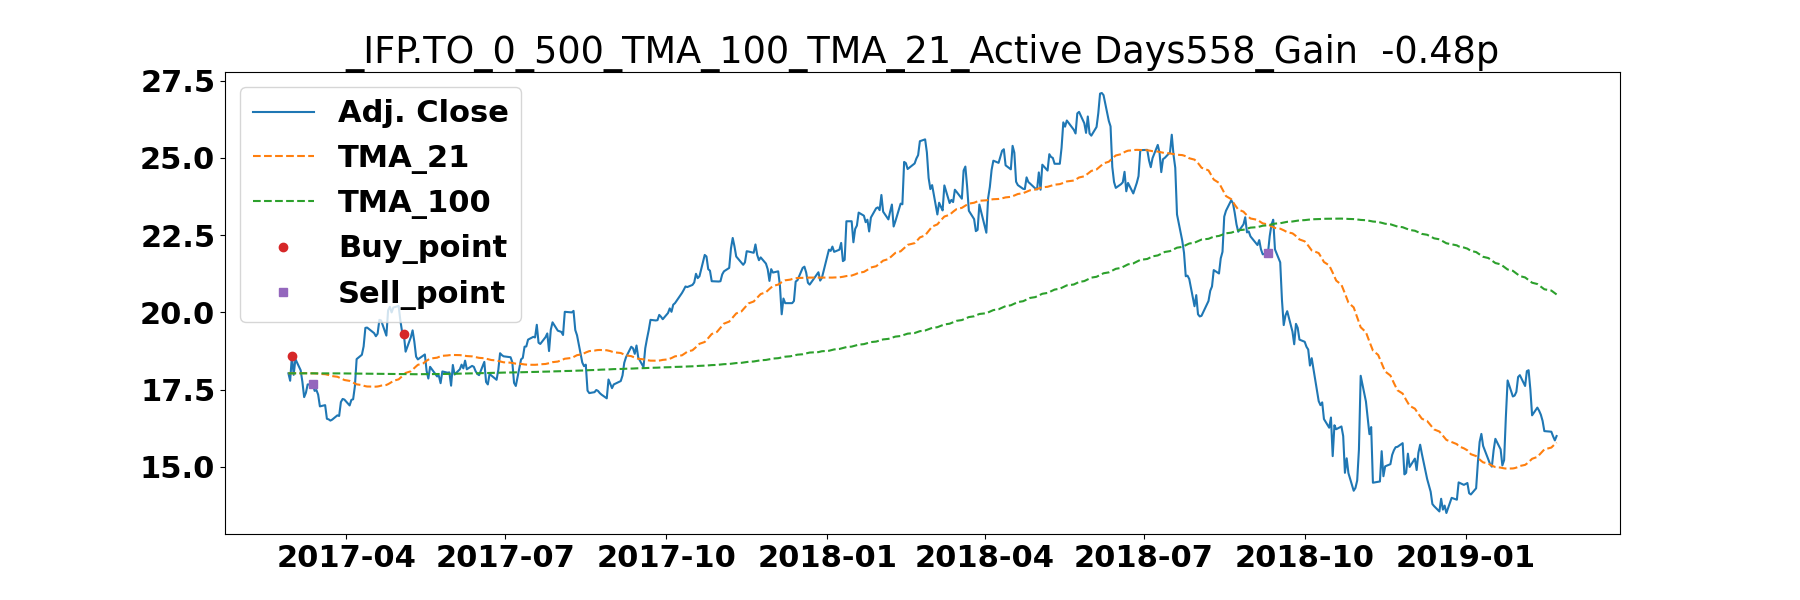 _IFP.TO_0_500_TMA_100_TMA_21_Active Days558_Gain  -0.48p
27.5
25.0
22.5
20.0
17.5
15.0
Adj. Close
TMA_21
TMA_100
Buy_point
Sell_point
2017-04 2017-07 2017-10 2018-01 2018-04 2018-07 2018-10 2019-01